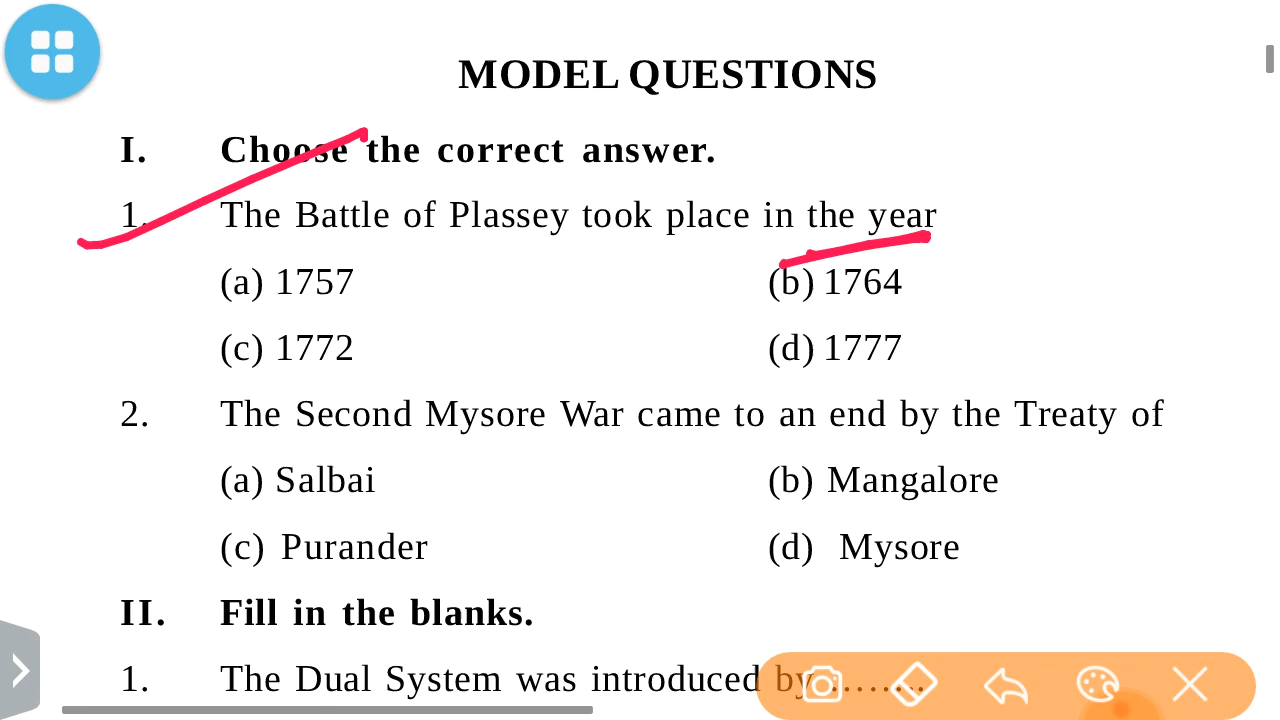 MODEL QUESTIONS
I. Choose the correct answer.
1. The Battle of Plassey took place in the year
(a) 1757 (b) 1764
(c) 1772 (d) 1777
2. The Second Mysore War came to an end by the Treaty of
(a) Salbai (b) Mangalore
(c) Purander (d) Mysore
II. Fill in the blanks.
1. The Dual System was introduced by ........